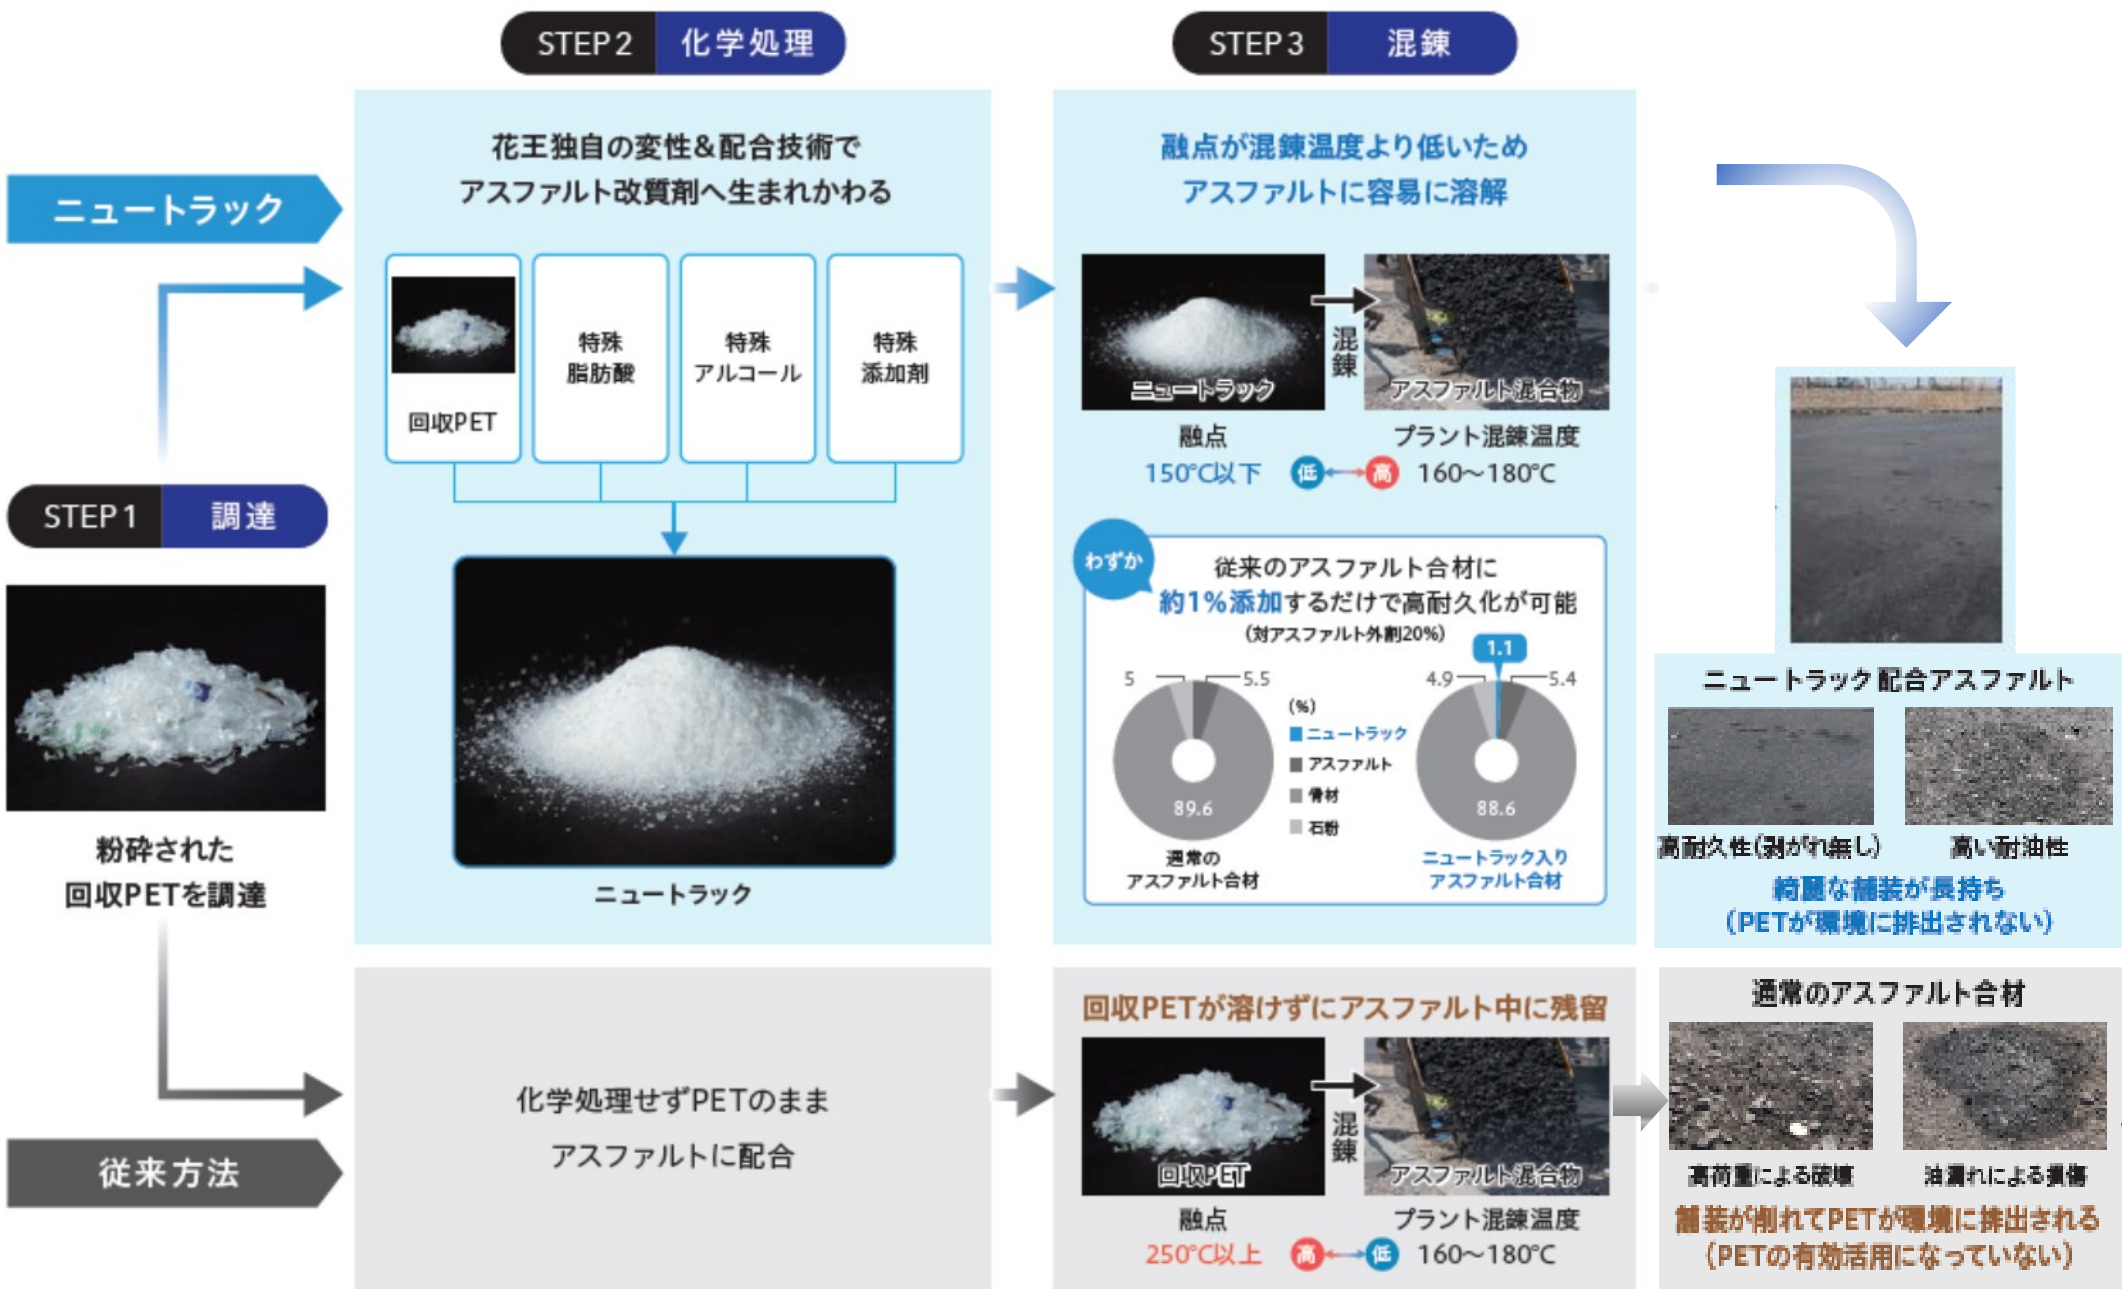 STEP2 化学処理
STEP3 混錬
ニュートラック
花王独自の変性&配合技術で
アスファルト改質剤へ生まれかわる
回収PET
特殊
脂肪酸
特殊
アルコール
特殊
添加剤
ニュートラック
STEP1 調達
粉砕された
回収PETを調達
融点が混錬温度より低いため
アスファルトに容易に溶解
ニュートラック
混錬
アスファルト混合物
融点
150℃以下
低
高
プラント混錬温度
160〜180℃
わずか
従来のアスファルト合材に
約1%添加するだけで高耐久化が可能
(対アスファルト外割20%)
5
5.5
89.6
通常の
アスファルト合材
(%)
ニュートラック
アスファルト
骨材
石粉
1.1
4.9
5.4
88.6
ニュートラック入り
アスファルト合材
ニュートラック配合アスファルト
高耐久性(剥がれ無し)
高い耐油性
綺麗な舗装が長持ち
(PETが環境に排出されない)
従来方法
化学処理せずPETのまま
アスファルトに配合
回収PETが溶けずにアスファルト中に残留
回収PET
混錬
アスファルト混合物
融点
250℃以上
高
低
プラント混錬温度
160〜180℃
通常のアスファルト合材
高荷重による破壊
油漏れによる損傷
舗装が削れてPETが環境に排出される
(PETの有効活用になっていない)